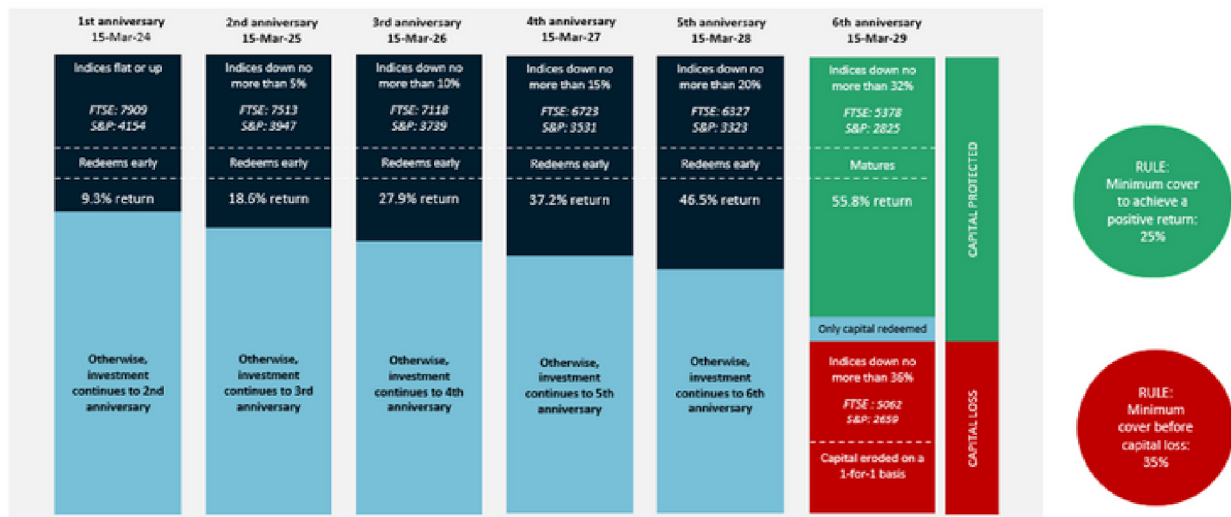 1st anniversary
15-Mar-24
2nd anniversary
15-Mar-25
3rd anniversary
15-Mar-26
4th anniversary
15-Mar-27
5th anniversary
15-Mar-28
6th anniversary
15-Mar-29
Indices flat or up
FTSE: 7909
S&P: 4154
Redeems early
9.3% return
Otherwise,
investment
continues to 2nd
anniversary
Indices down no
more than 5%
FTSE: 7513
S&P: 3947
Redeems early
18.6% return
Otherwise,
investment
continues to 3rd
anniversary
Indices down no
more than 10%
FTSE: 7118
S&P: 3739
Redeems early
27.9% return
Otherwise,
investment
continues to 4th
anniversary
Indices down no
more than 15%
FTSE: 6723
S&P: 3531
Redeems early
37.2% return
Otherwise,
investment
continues to 5th
anniversary
Indices down no
more than 20%
FTSE: 6327
S&P: 3323
Redeems early
46.5% return
Otherwise,
investment
continues to 6th
anniversary
Indices down no
more than 32%
FTSE: 5378
S&P: 2825
Matures
55.8% return
Only capital redeemed
Indices down no
more than 36%
FTSE : 5062
S&P: 2659
Capital eroded on a
1-for-1 basis
CAPITAL PROTECTED
CAPITAL LOSS
RULE:
Minimum cover
to achieve a
positive return:
25%
RULE:
Minimum
cover before
capital loss:
35%